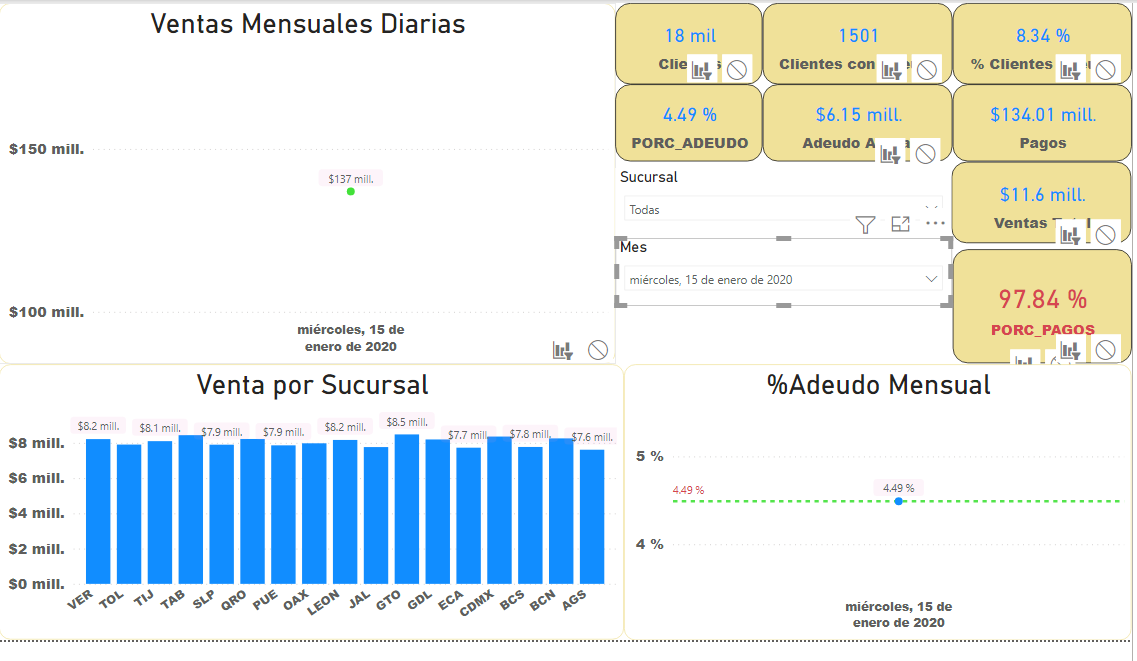 Ventas Mensuales Diarias
$150 mill.
$137 mill.
$100 mill.
miércoles, 15 de
enero de 2020
18 mil
1501
Clientes con
8.34 %
% Clientes
4.49 %
PORC_ADEUDO
$6.15 mill.
Adeudo
$134.01 mill.
Pagos
Sucursal
Todas
$11.6 mill.
Ventas
Mes
miércoles, 15 de enero de 2020
97.84 %
PORC_PAGOS
Venta por Sucursal
$8.2 mill.
$8.1 mill.
$7.9 mill.
$7.9 mill.
$8.2 mill.
$8.5 mill.
$7.7 mill.
$7.8 mill.
$7.6 mill.
$8 mill.
$6 mill.
$4 mill.
$2 mill.
$0 mill.
VER
TOL
TIJ
TAB
SLP
QRO
PUE
OAX
LEON
JAL
GTO
GDL
ECA
CDMX
BCS
BCN
AGS
%Adeudo Mensual
5 %
4.49 %
4.49 %
4 %
miércoles, 15 de
enero de 2020